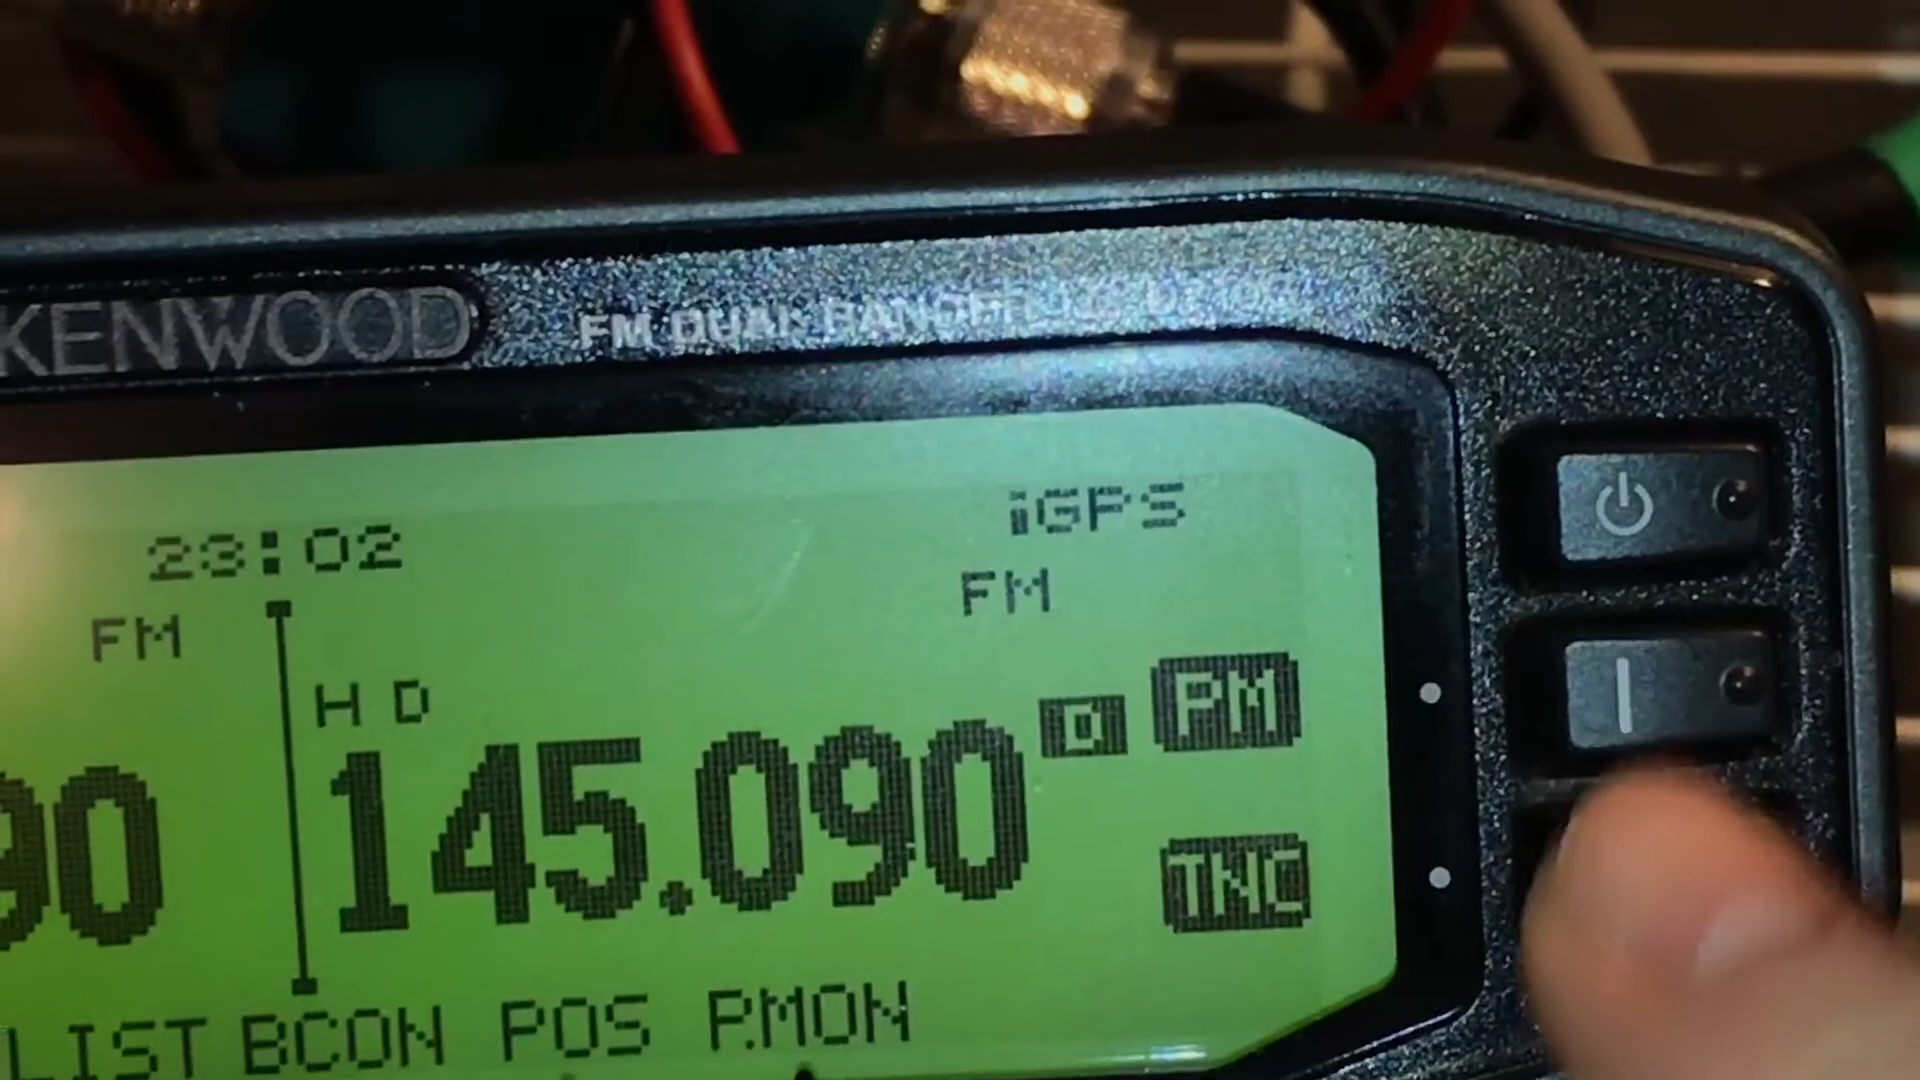 KENWOOD
FM DUAL BANDER
23:02
iGPS
FM
FM
H D
90
145.090
D
PM
TNC
LIST BCON POS P.MON